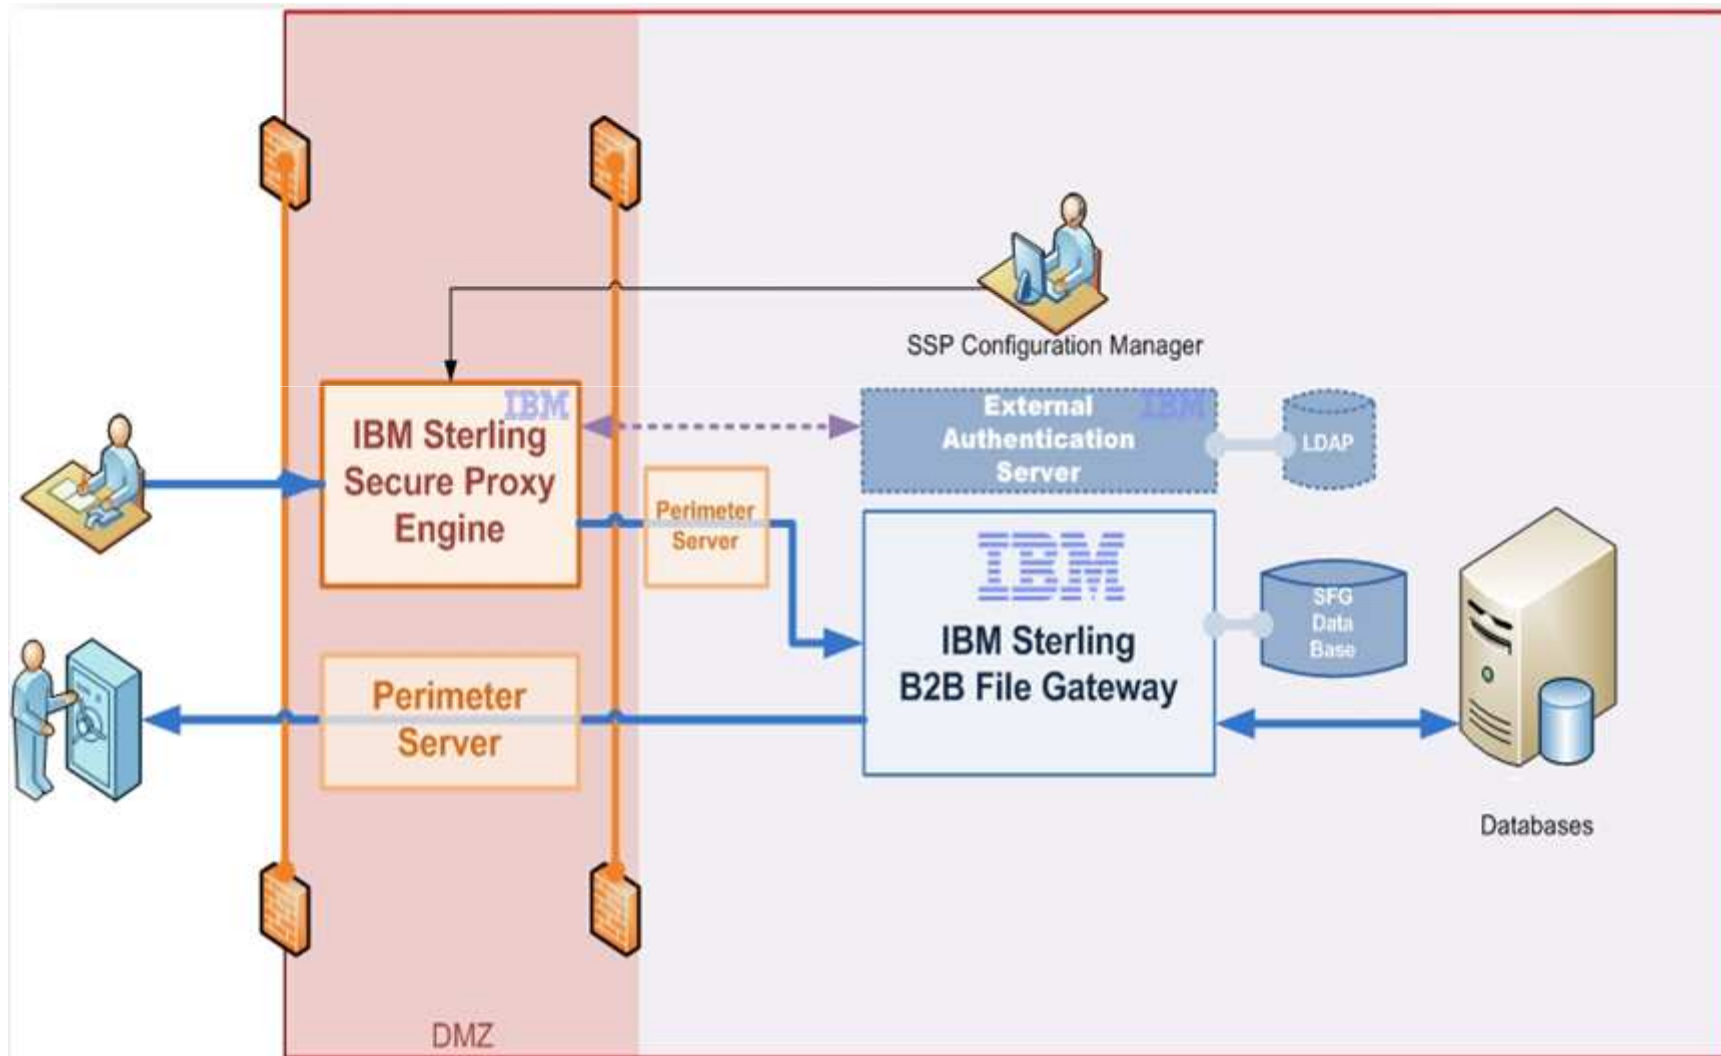 SSP Configuration Manager
IBM
IBM Sterling
Secure Proxy
Engine
IBM
External
Authentication
Server
LDAP
Perimeter
Server
IBM
IBM Sterling
B2B File Gateway
SFG
Data
Base
Perimeter
Server
Databases
DMZ